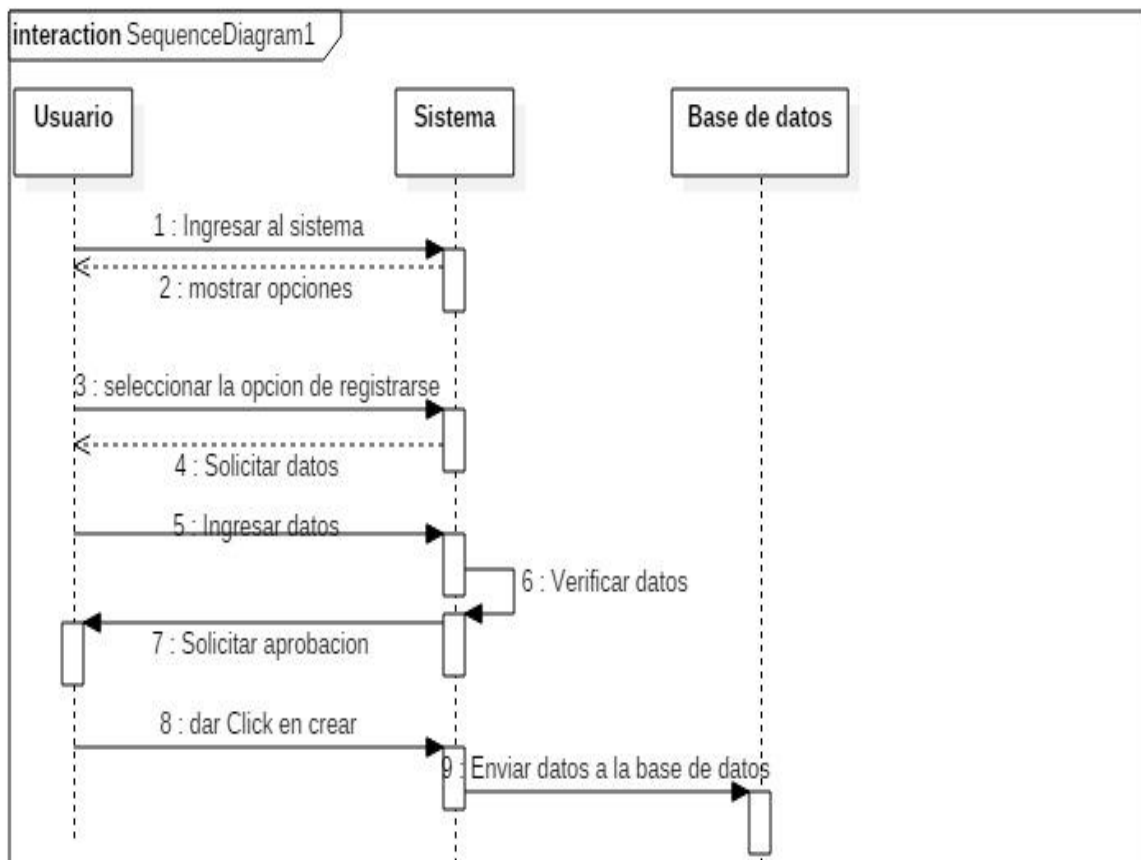 interaction SequenceDiagram1
Usuario
Sistema
Base de datos
1 : Ingresar al sistema
2 : mostrar opciones
3 : seleccionar la opcion de registrarse
4 : Solicitar datos
5 : Ingresar datos
6 : Verificar datos
7 : Solicitar aprobacion
8 : dar Click en crear
9 : Enviar datos a la base de datos